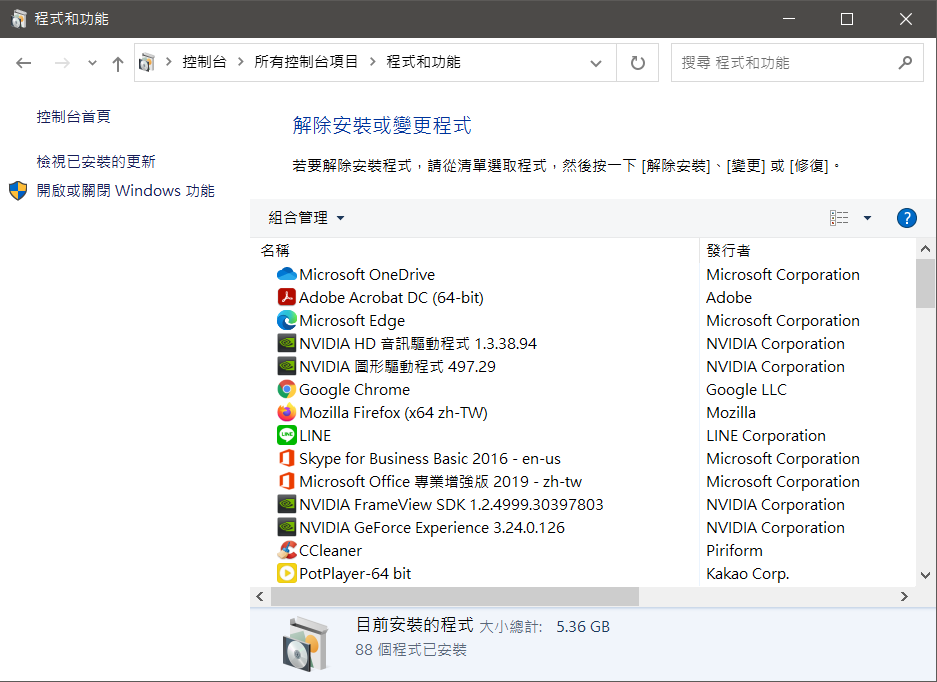 程式和功能
控制台 > 所有控制台項目 > 程式和功能
搜尋 程式和功能
控制台首頁
檢視已安裝的更新
開啟或關閉 Windows 功能
解除安裝或變更程式
若要解除安裝程式，請從清單選取程式，然後按一下 [解除安裝]、[變更] 或 [修復]。
組合管理
名稱 發行者
Microsoft OneDrive Microsoft Corporation
Adobe Acrobat DC (64-bit) Adobe
Microsoft Edge Microsoft Corporation
NVIDIA HD 音訊驅動程式 1.3.38.94 NVIDIA Corporation
NVIDIA 圖形驅動程式 497.29 NVIDIA Corporation
Google Chrome Google LLC
Mozilla Firefox (x64 zh-TW) Mozilla
LINE LINE Corporation
Skype for Business Basic 2016 - en-us Microsoft Corporation
Microsoft Office 專業增強版 2019 - zh-tw Microsoft Corporation
NVIDIA FrameView SDK 1.2.4999.30397803 NVIDIA Corporation
NVIDIA GeForce Experience 3.24.0.126 NVIDIA Corporation
CCleaner Piriform
PotPlayer-64 bit Kakao Corp.
目前安裝的程式 大小總計: 5.36 GB
88 個程式已安裝